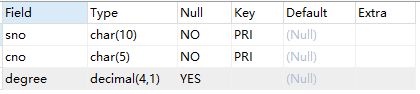 Field Type Null Key Default Extra
sno char(10) NO PRI (Null)
cno char(5) NO PRI (Null)
degree decimal(4,1) YES (Null)